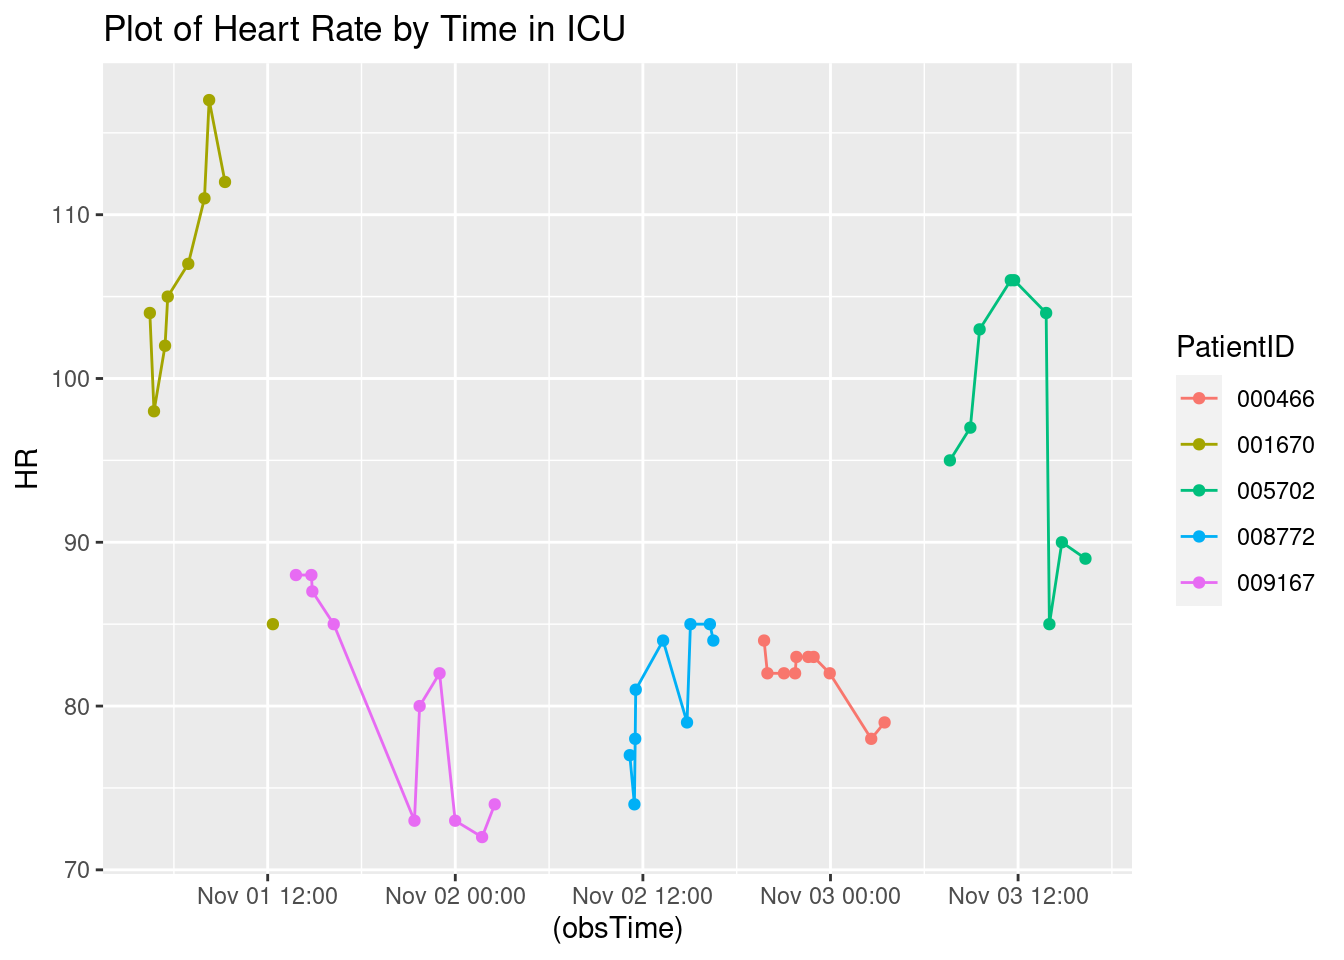 Plot of Heart Rate by Time in ICU
HR
110
100
90
80
70
Nov 01 12:00
Nov 02 00:00
Nov 02 12:00
Nov 03 00:00
Nov 03 12:00
(obsTime)
PatientID
000466
001670
005702
008772
009167